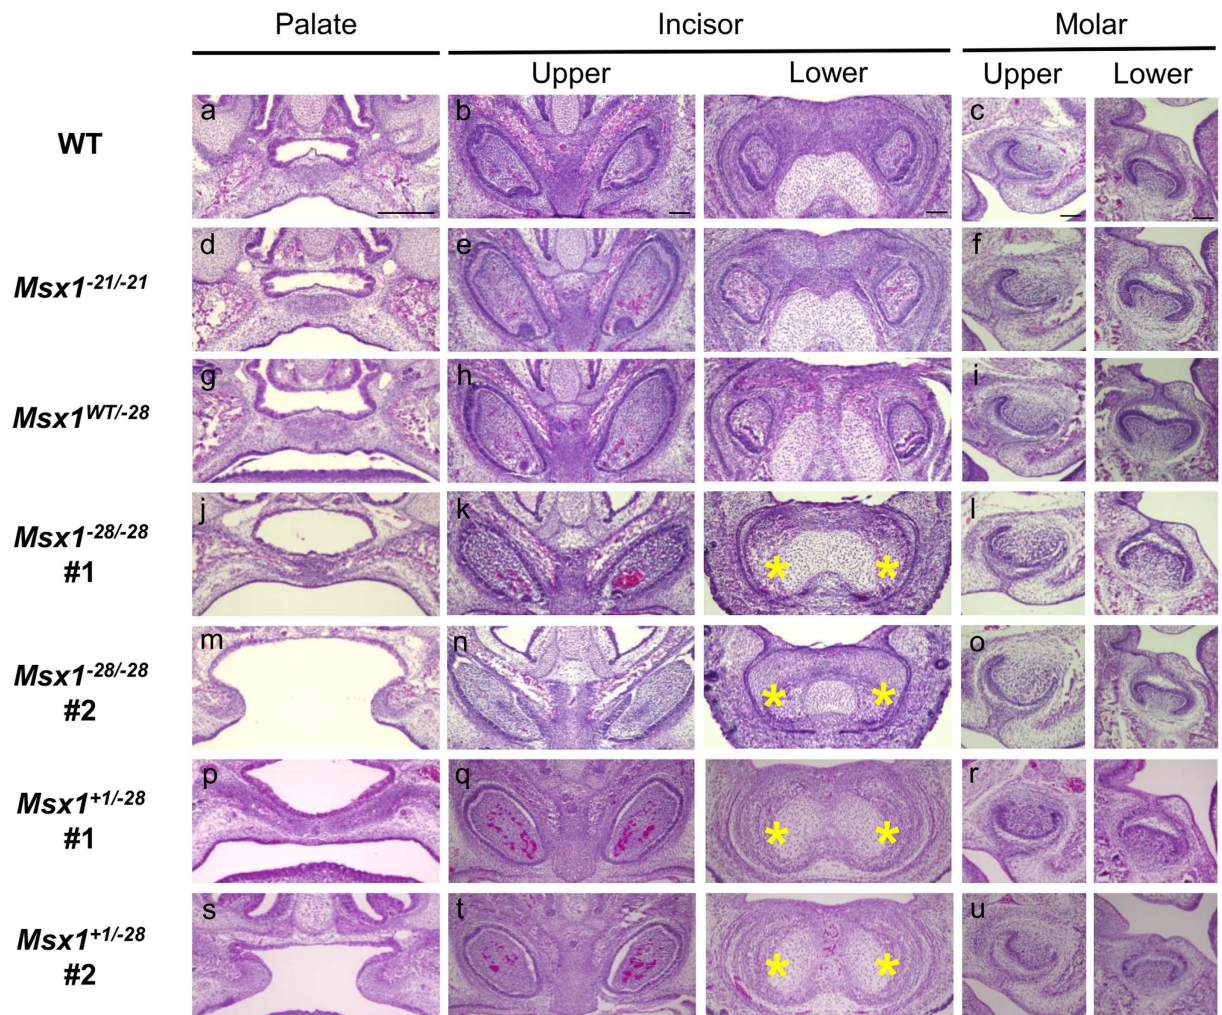 Palate Incisor Molar
Upper Lower Upper Lower
WT a b c
Msx1-21/-21 d e f
Msx1WT/-28 g h i
Msx1-28/-28 #1 j k l
Msx1-28/-28 #2 m n o
Msx1+1/-28 #1 p q r
Msx1+1/-28 #2 s t u